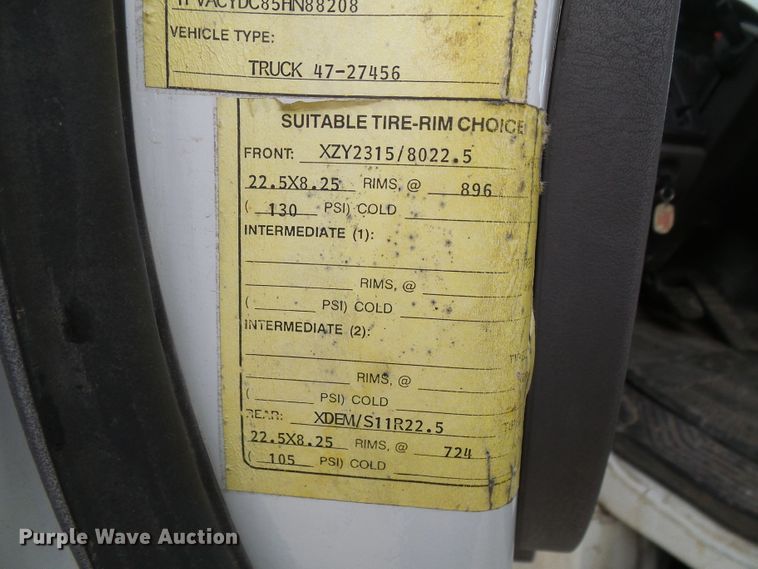 VEHICLE TYPE:
TRUCK 47-27456
SUITABLE TIRE-RIM CHOICE
FRONT: XZY2315/8022.5
22.5X8.25 RIMS, @ 896
( 130 PSI) COLD
INTERMEDIATE (1):
RIMS, @
( PSI) COLD
INTERMEDIATE (2):
RIMS, @
( PSI) COLD
REAR: XDEM/S11R22.5
22.5X8.25 RIMS, @ 724
( 105 PSI) COLD
Purple Wave Auction